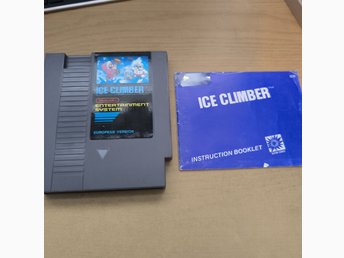 ICE CLIMBER
ENTERTAINMENT
SYSTEM
EUROPEAN VERSION
ICE CLIMBER
INSTRUCTION BOOKLET